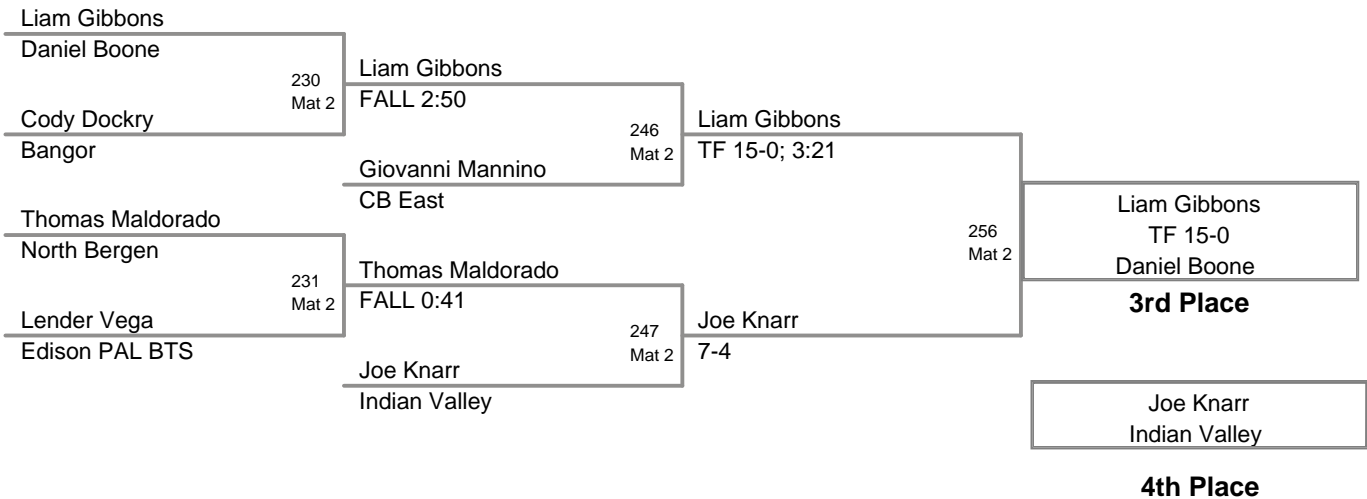 Liam Gibbons
Daniel Boone
230
Mat 2
Cody Dockry
Bangor
Liam Gibbons
FALL 2:50
246
Mat 2
Giovanni Mannino
CB East
Liam Gibbons
TF 15-0; 3:21
Thomas Maldorado
North Bergen
231
Mat 2
Lender Vega
Edison PAL BTS
Thomas Maldorado
FALL 0:41
247
Mat 2
Joe Knarr
Indian Valley
Joe Knarr
7-4
256
Mat 2
Liam Gibbons
TF 15-0
Daniel Boone
3rd Place
Joe Knarr
Indian Valley
4th Place